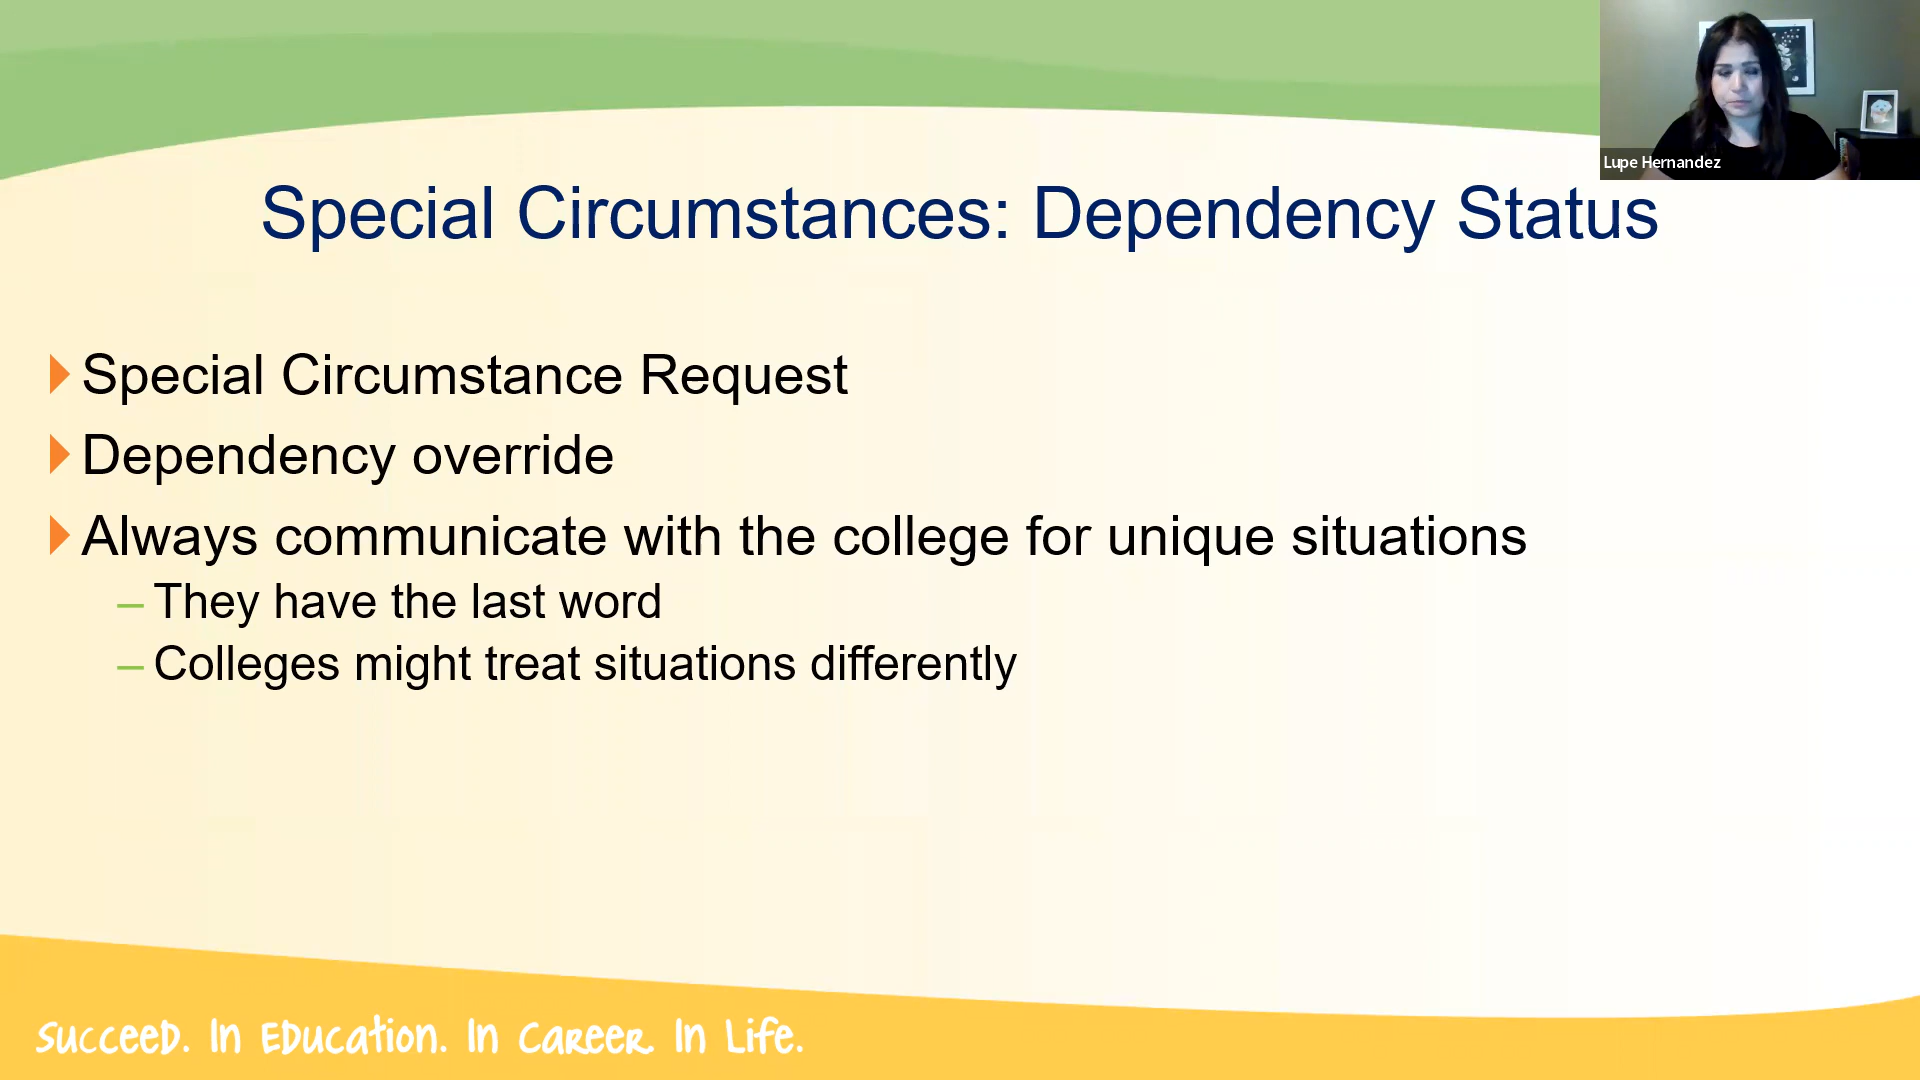 Lupe Hernandez
Special Circumstances: Dependency Status
Special Circumstance Request
Dependency override
Always communicate with the college for unique situations
– They have the last word
– Colleges might treat situations differently
Succeed. In Education. In Career. In Life.